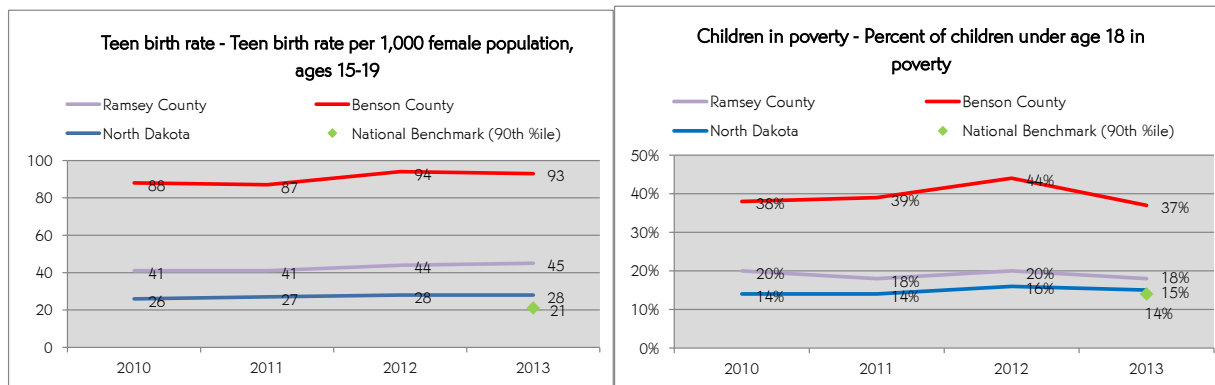 Teen birth rate - Teen birth rate per 1,000 female population,
ages 15-19
Ramsey County Benson County
North Dakota National Benchmark (90th %ile)
100
80
60
40
20
0
88 87 94 93
41 41 44 45
26 27 28 28
21
2010 2011 2012 2013
Children in poverty - Percent of children under age 18 in
poverty
Ramsey County Benson County
North Dakota National Benchmark (90th %ile)
50%
40%
30%
20%
10%
0%
38% 39% 44% 37%
20% 18% 20% 18%
14% 14% 16% 15%
14%
2010 2011 2012 2013